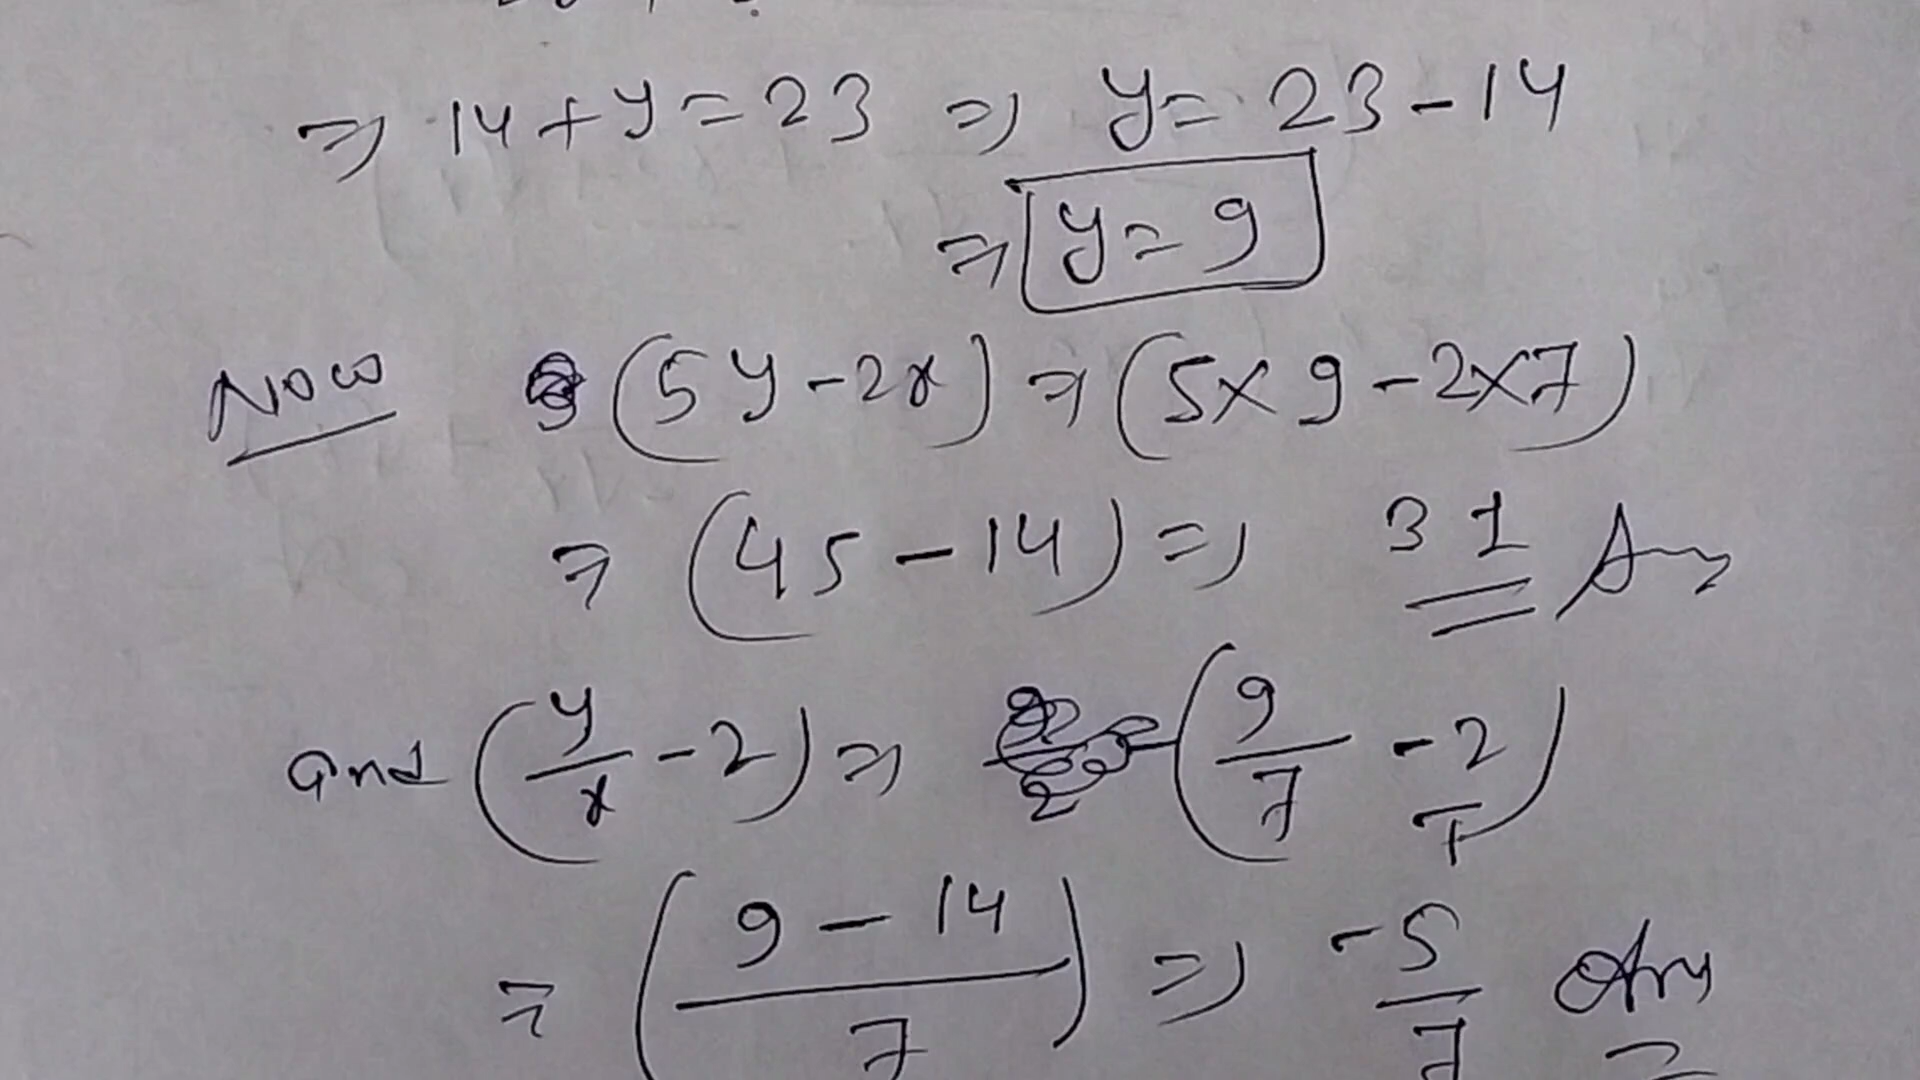 ⇒ 14 + y = 23 ⇒ y = 23 - 14
⇒ y = 9
Now (5y - 2x) ⇒ (5 × 9 - 2 × 7)
⇒ (45 - 14) ⇒ 31 Ans
and (y/x - 2) ⇒ (9/7 - 2/1)
⇒ (9 - 14 / 7) ⇒ -5/7 Ans